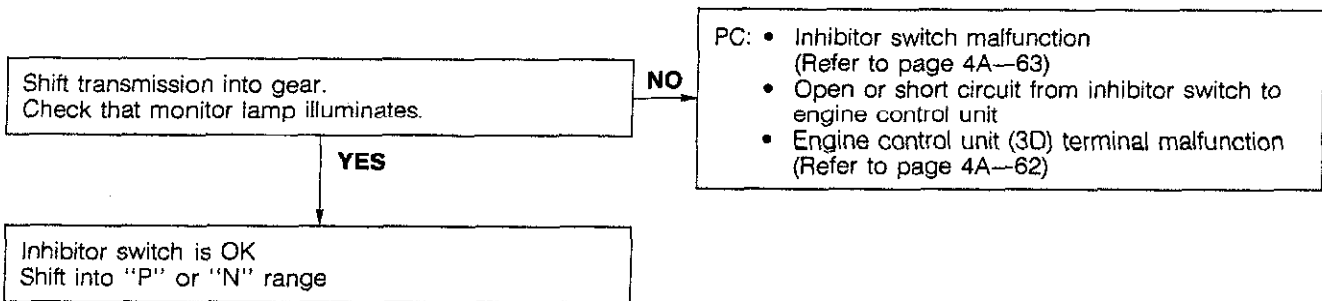 Shift transmission into gear.
Check that monitor lamp illuminates.
NO
PC: • Inhibitor switch malfunction
(Refer to page 4A—63)
• Open or short circuit from inhibitor switch to
engine control unit
• Engine control unit (3D) terminal malfunction
(Refer to page 4A—62)
YES
Inhibitor switch is OK
Shift into "P" or "N" range